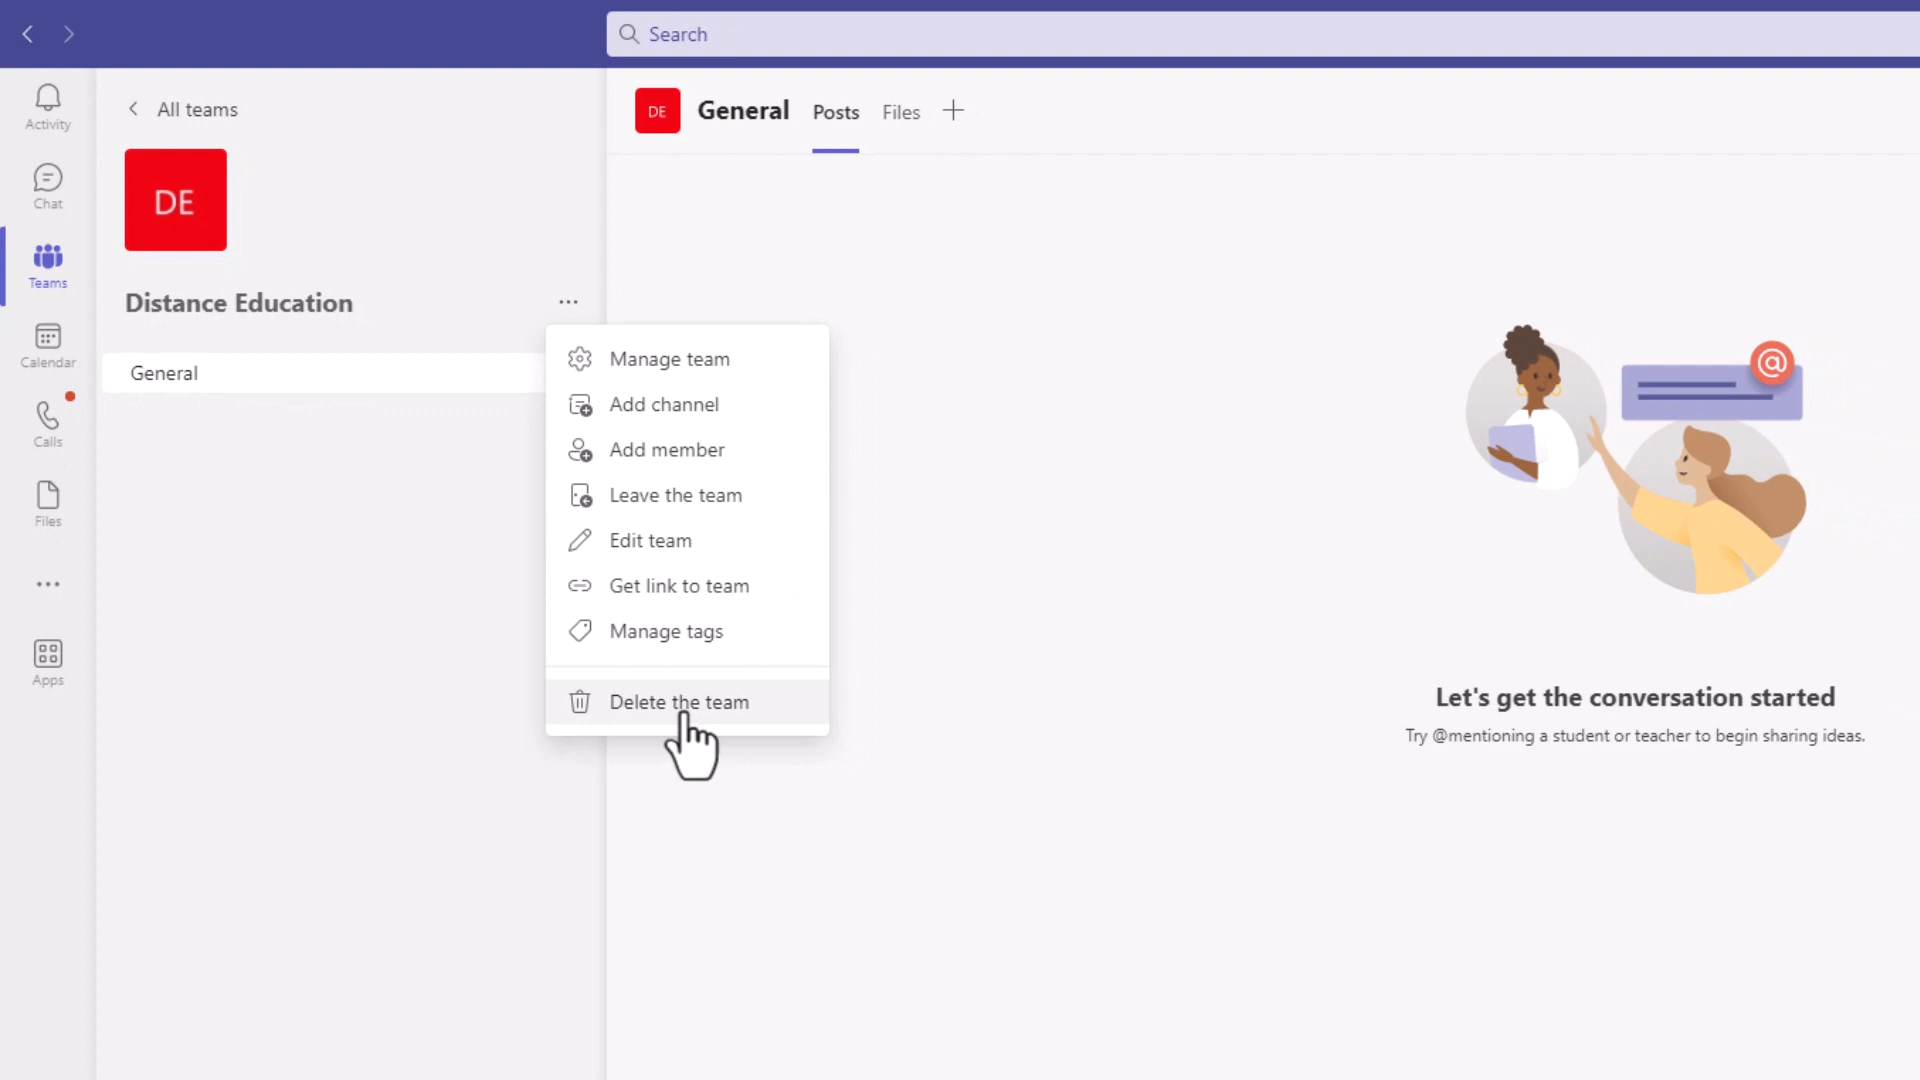 Search
Activity
Chat
Teams
Calendar
Calls
Files
Apps
All teams
DE
Distance Education
General
DE
General
Posts
Files
Manage team
Add channel
Add member
Leave the team
Edit team
Get link to team
Manage tags
Delete the team
@
Let's get the conversation started
Try @mentioning a student or teacher to begin sharing ideas.